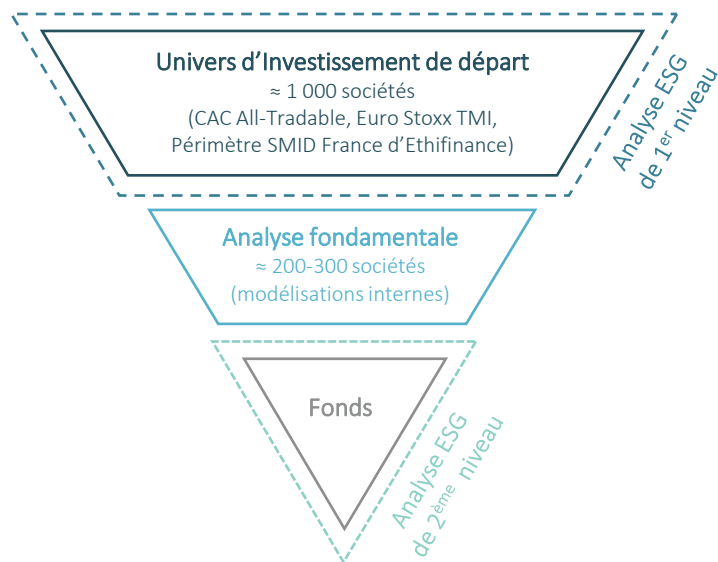 Univers d’Investissement de départ
≈ 1 000 sociétés
(CAC All-Tradable, Euro Stoxx TMI,
Périmètre SMID France d’Ethifinance)
Analyse ESG
de 1er niveau
Analyse fondamentale
≈ 200-300 sociétés
(modélisations internes)
Fonds
Analyse ESG
de 2ème niveau